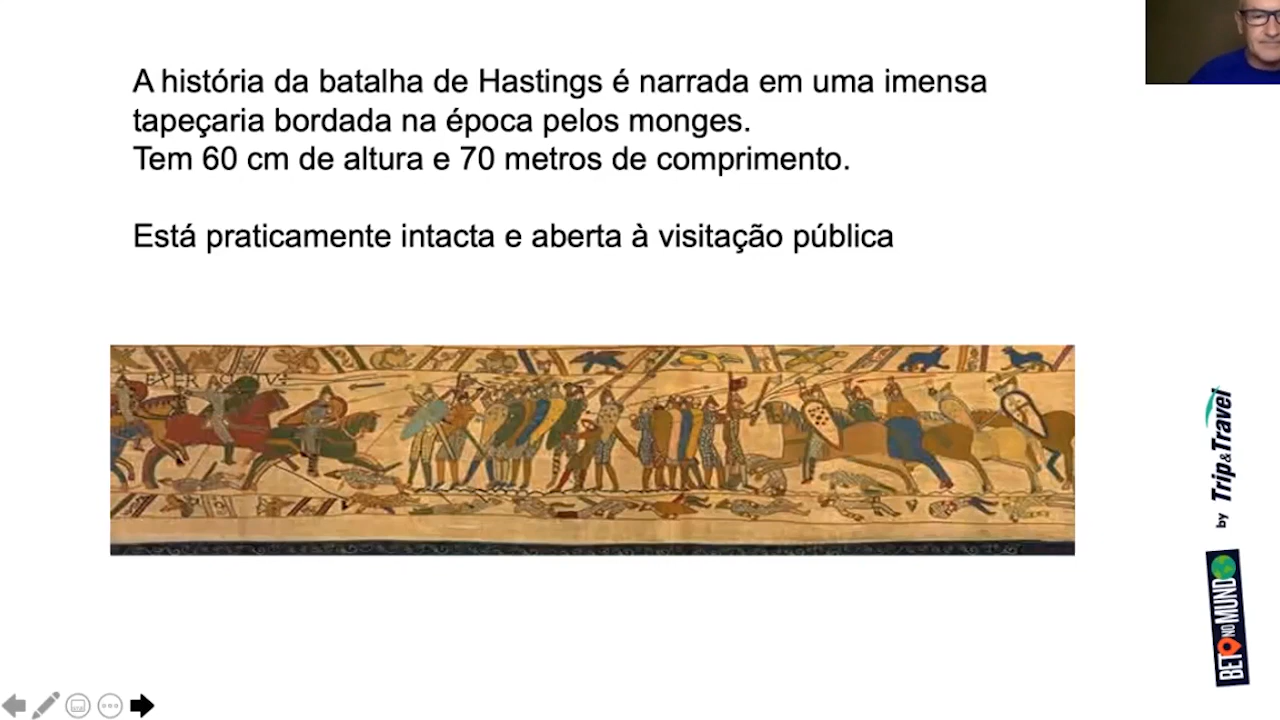 A história da batalha de Hastings é narrada em uma imensa
tapeçaria bordada na época pelos monges.
Tem 60 cm de altura e 70 metros de comprimento.
Está praticamente intacta e aberta à visitação pública
by Trip&Travel
BETO NO MUNDO